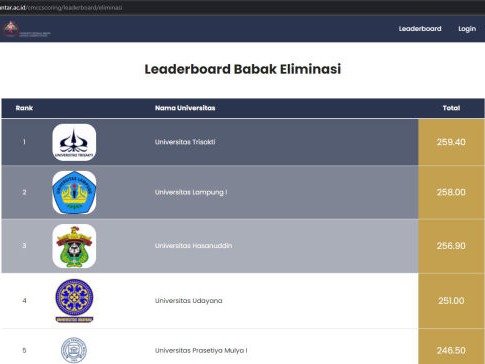 ntar.ac.id/cmccscoring/leaderboard/eliminasi
Leaderboard Login
Leaderboard Babak Eliminasi
Rank Nama Universitas Total
1 UNIVERSITAS TRISAKTI Universitas Trisakti 259.40
2 UNIVERSITAS LAMPUNG Universitas Lampung I 258.00
3 Universitas Hasanuddin 256.90
4 Universitas Udayana 251.00
5 Universitas Prasetiya Mulya I 246.50